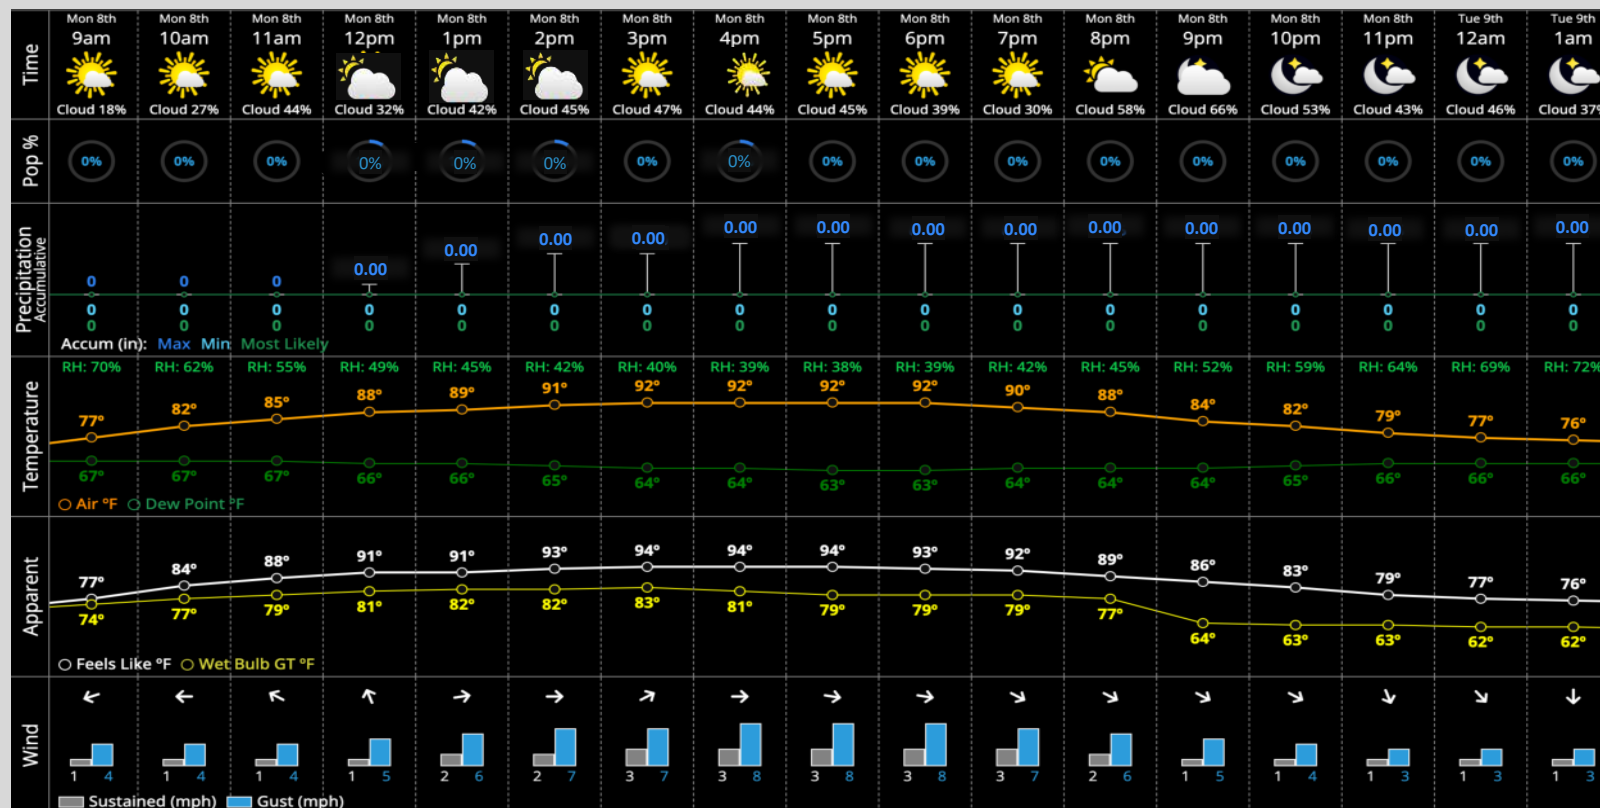 Time
Mon 8th Mon 8th Mon 8th Mon 8th Mon 8th Mon 8th Mon 8th Mon 8th Mon 8th Mon 8th Mon 8th Mon 8th Mon 8th Mon 8th Mon 8th Tue 9th Tue 9th
9am 10am 11am 12pm 1pm 2pm 3pm 4pm 5pm 6pm 7pm 8pm 9pm 10pm 11pm 12am 1am
Cloud 18% Cloud 27% Cloud 44% Cloud 32% Cloud 42% Cloud 45% Cloud 47% Cloud 44% Cloud 45% Cloud 39% Cloud 30% Cloud 58% Cloud 66% Cloud 53% Cloud 43% Cloud 46% Cloud 37%
Pop %
0% 0% 0% 0% 0% 0% 0% 0% 0% 0% 0% 0% 0% 0% 0% 0% 0%
Precipitation
Accumulative
0 0 0 0.00 0.00 0.00 0.00 0.00 0.00 0.00 0.00 0.00 0.00 0.00 0.00 0.00 0.00
0 0 0 0 0 0 0 0 0 0 0 0 0 0 0 0 0
0 0 0 0 0 0 0 0 0 0 0 0 0 0 0 0 0
Accum (in): Max Min Most Likely
Temperature
RH: 70% RH: 62% RH: 55% RH: 49% RH: 45% RH: 42% RH: 40% RH: 39% RH: 38% RH: 39% RH: 42% RH: 45% RH: 52% RH: 59% RH: 64% RH: 69% RH: 72%
77° 82° 85° 88° 89° 91° 92° 92° 92° 92° 90° 88° 84° 82° 79° 77° 76°
67° 67° 67° 66° 66° 65° 64° 64° 63° 63° 64° 64° 64° 65° 66° 66° 66°
Air °F Dew Point °F
Apparent
77° 84° 88° 91° 91° 93° 94° 94° 94° 93° 92° 89° 86° 83° 79° 77° 76°
74° 77° 79° 81° 82° 82° 83° 81° 79° 79° 79° 77° 64° 63° 63° 62° 62°
Feels Like °F Wet Bulb GT °F
Wind
1 4 1 4 1 4 1 5 2 6 2 7 3 7 3 8 3 8 3 8 3 7 2 6 1 5 1 4 1 3 1 3 1 3
Sustained (mph) Gust (mph)